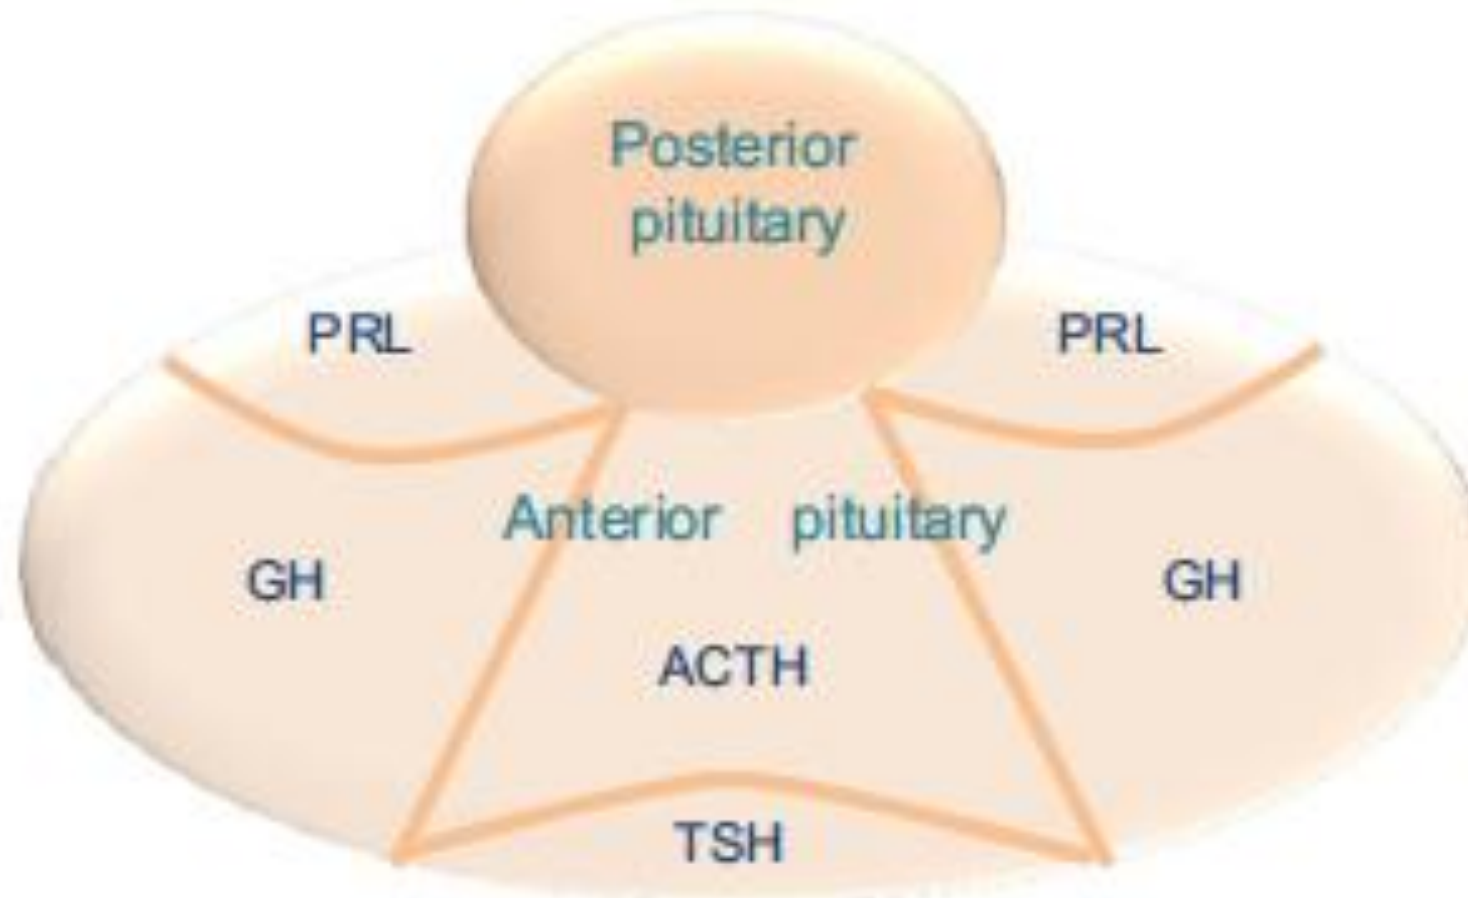 Posterior
pituitary
PRL PRL
Anterior pituitary
GH GH
ACTH
TSH